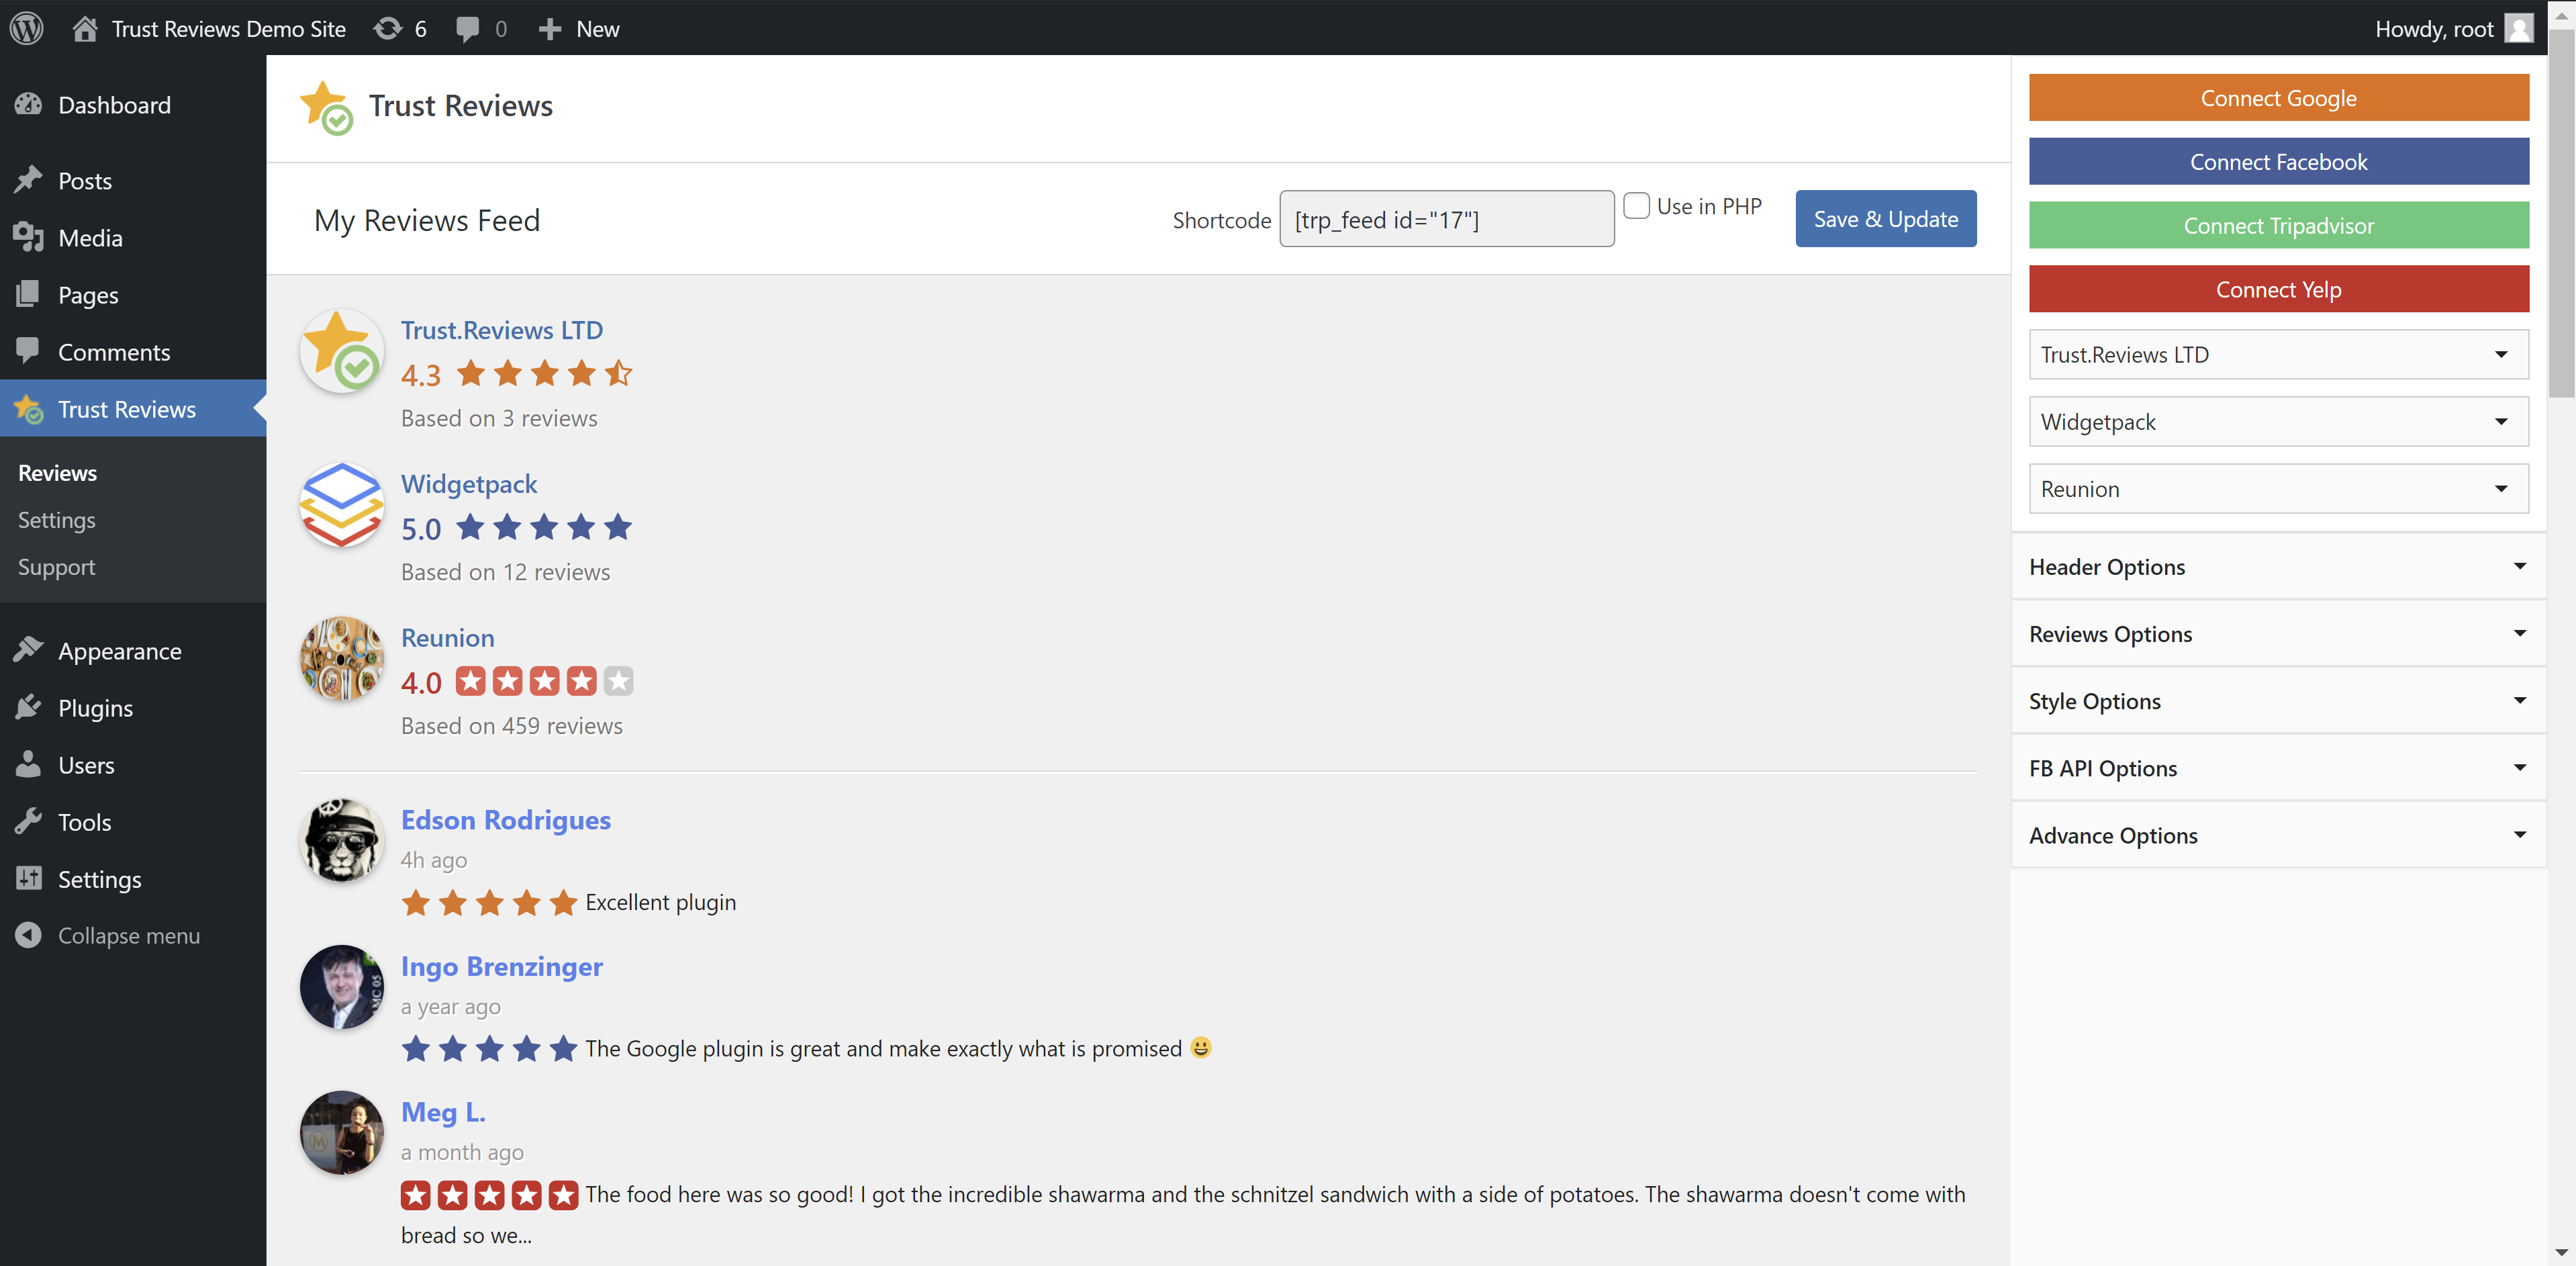 Trust Reviews Demo Site 6 0 New Howdy, root
Dashboard
Posts
Media
Pages
Comments
Trust Reviews
Reviews
Settings
Support
Appearance
Plugins
Users
Tools
Settings
Collapse menu
Trust Reviews
My Reviews Feed Shortcode [trp_feed id="17"] Use in PHP Save & Update
Trust.Reviews LTD
4.3
Based on 3 reviews
Widgetpack
5.0
Based on 12 reviews
Reunion
4.0
Based on 459 reviews
Edson Rodrigues
4h ago
Excellent plugin
Ingo Brenzinger
a year ago
The Google plugin is great and make exactly what is promised 😀
Meg L.
a month ago
The food here was so good! I got the incredible shawarma and the schnitzel sandwich with a side of potatoes. The shawarma doesn't come with
bread so we...
Connect Google
Connect Facebook
Connect Tripadvisor
Connect Yelp
Trust.Reviews LTD
Widgetpack
Reunion
Header Options
Reviews Options
Style Options
FB API Options
Advance Options